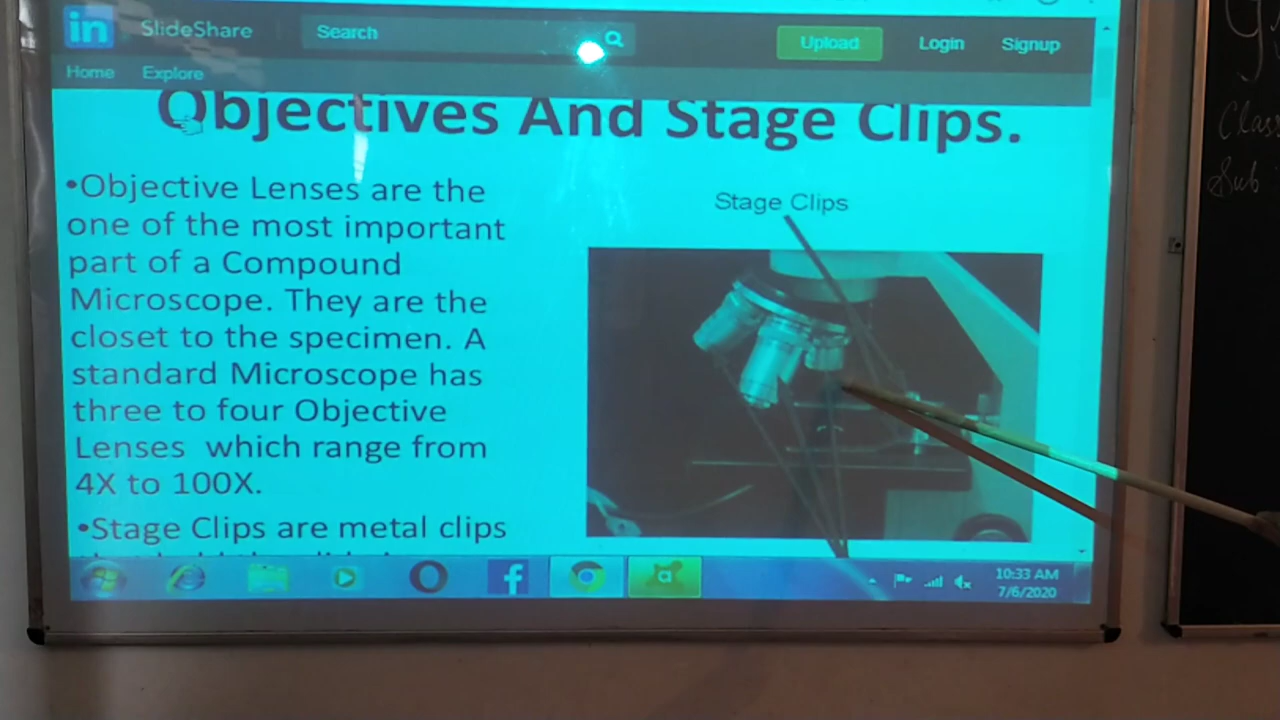 in SlideShare Search Upload Login Signup
Home Explore
Objectives And Stage Clips.
•Objective Lenses are the
one of the most important
part of a Compound
Microscope. They are the
closet to the specimen. A
standard Microscope has
three to four Objective
Lenses which range from
4X to 100X.
•Stage Clips are metal clips
Stage Clips
10:33 AM
7/6/2020
Class
Sub